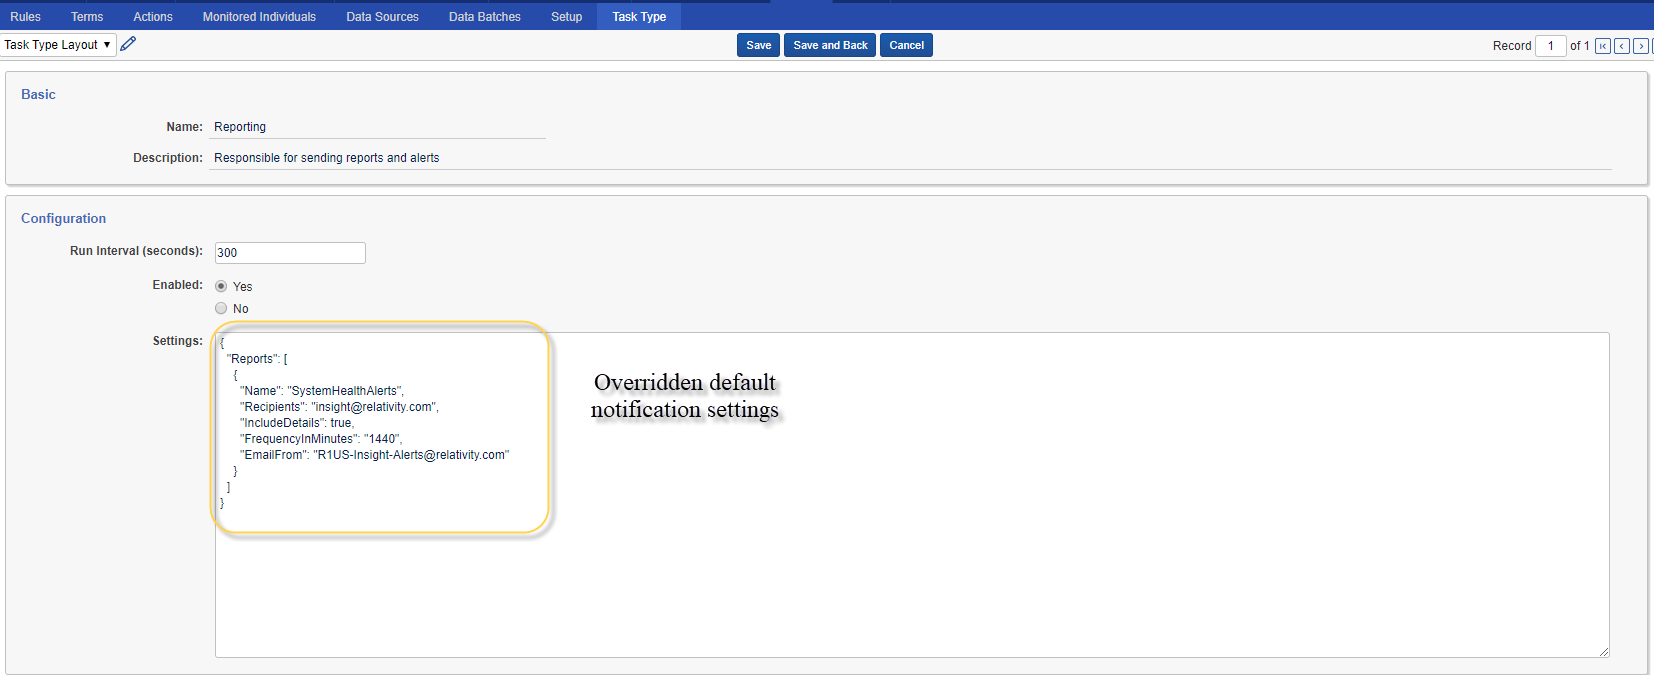 Rules Terms Actions Monitored Individuals Data Sources Data Batches Setup Task Type
Task Type Layout Save Save and Back Cancel Record 1 of 1
Basic
Name: Reporting
Description: Responsible for sending reports and alerts
Configuration
Run Interval (seconds): 300
Enabled: Yes
No
Settings: {
"Reports": [
{
"Name": "SystemHealthAlerts",
"Recipients": "insight@relativity.com",
"IncludeDetails": true,
"FrequencyInMinutes": "1440",
"EmailFrom": "R1US-Insight-Alerts@relativity.com"
}
]
}
Overridden default
notification settings